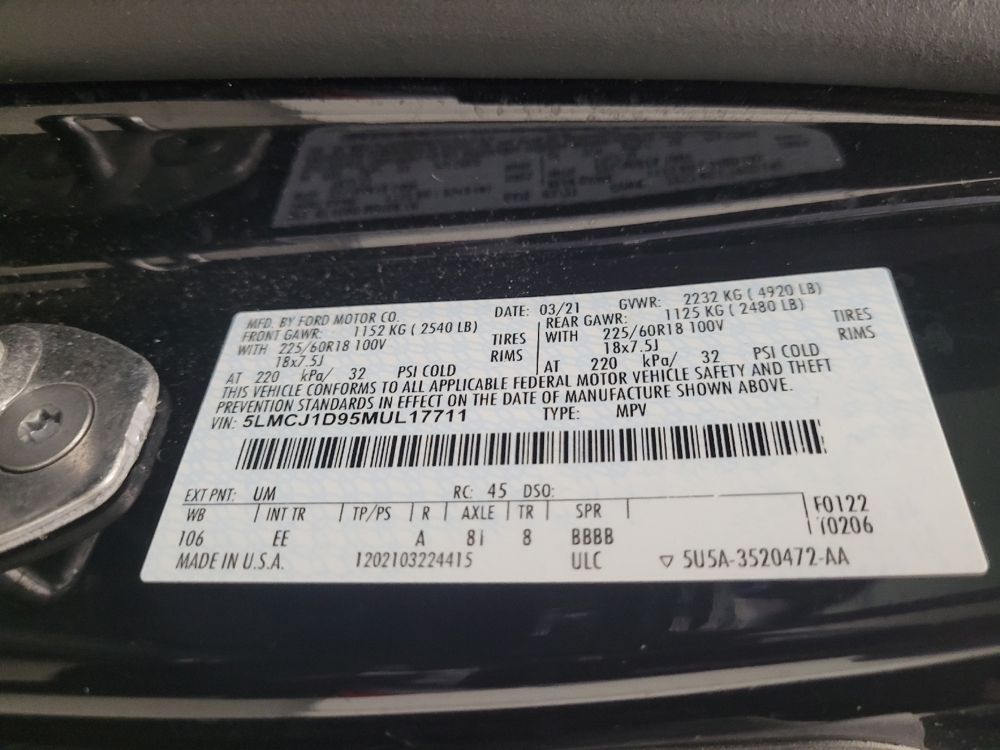 MFD. BY FORD MOTOR CO. DATE: 03/21 GVWR: 2232 KG ( 4920 LB)
FRONT GAWR: 1152 KG ( 2540 LB) REAR GAWR: 1125 KG ( 2480 LB)
WITH 225/60R18 100V TIRES WITH 225/60R18 100V TIRES
18x7.5J RIMS 18x7.5J RIMS
AT 220 kPa/ 32 PSI COLD AT 220 kPa/ 32 PSI COLD
THIS VEHICLE CONFORMS TO ALL APPLICABLE FEDERAL MOTOR VEHICLE SAFETY AND THEFT
PREVENTION STANDARDS IN EFFECT ON THE DATE OF MANUFACTURE SHOWN ABOVE.
VIN: 5LMCJ1D95MUL17711 TYPE: MPV
EXT PNT: UM RC: 45 DSO:
WB INT TR TP/PS R AXLE TR SPR F0122
106 EE A 8I 8 BBBB T0206
MADE IN U.S.A. 1202103224415 ULC ▽ 5U5A-3520472-AA